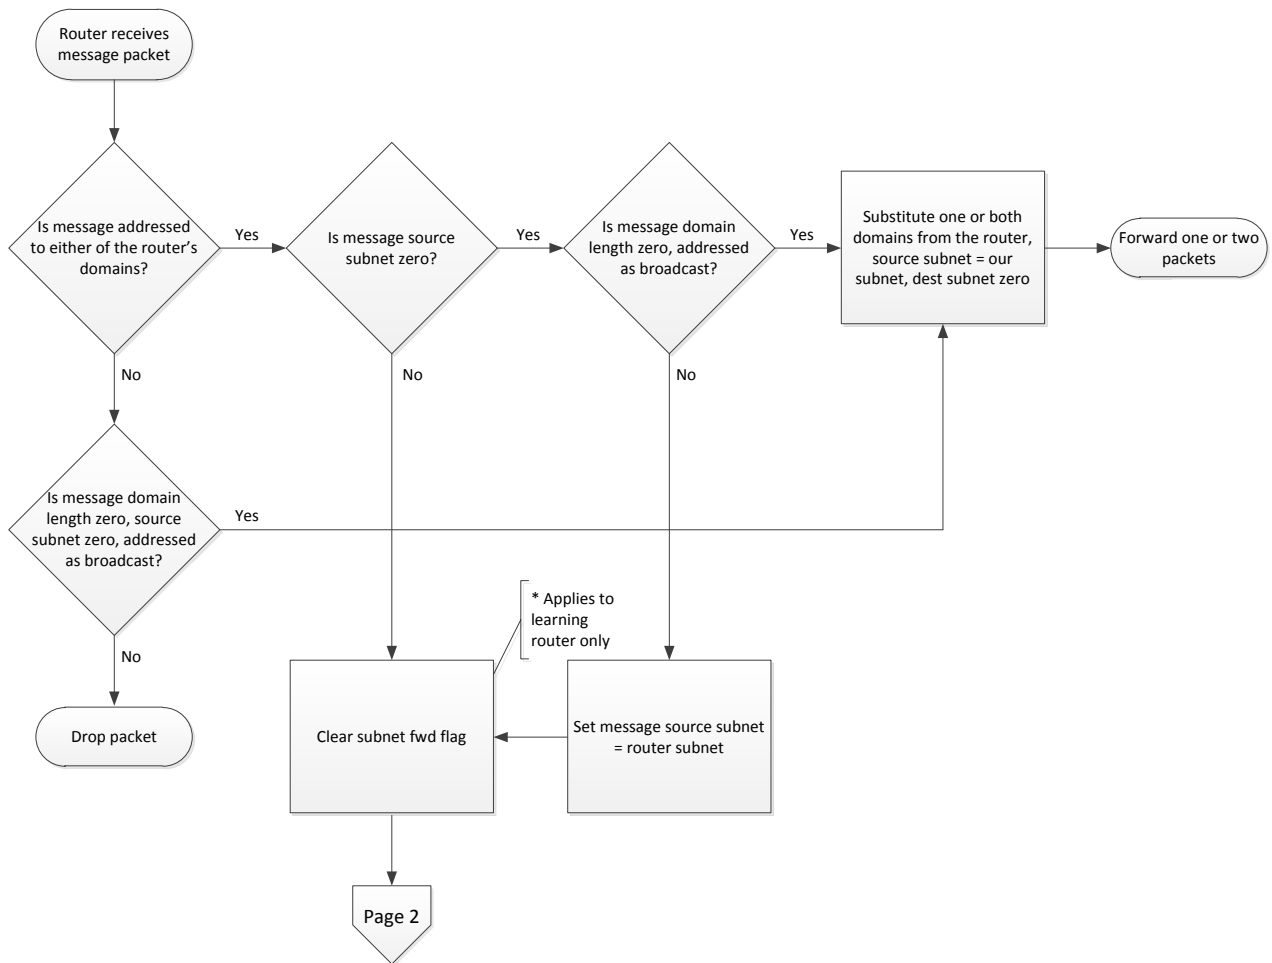 Router receives
message packet
Is message addressed
to either of the router's
domains?
Yes
Is message source
subnet zero?
Yes
Is message domain
length zero, addressed
as broadcast?
Yes
Substitute one or both
domains from the router,
source subnet = our
subnet, dest subnet zero
Forward one or two
packets
No
No
No
Is message domain
length zero, source
subnet zero, addressed
as broadcast?
Yes
* Applies to
learning
router only
No
Drop packet
Clear subnet fwd flag
Set message source subnet
= router subnet
Page 2